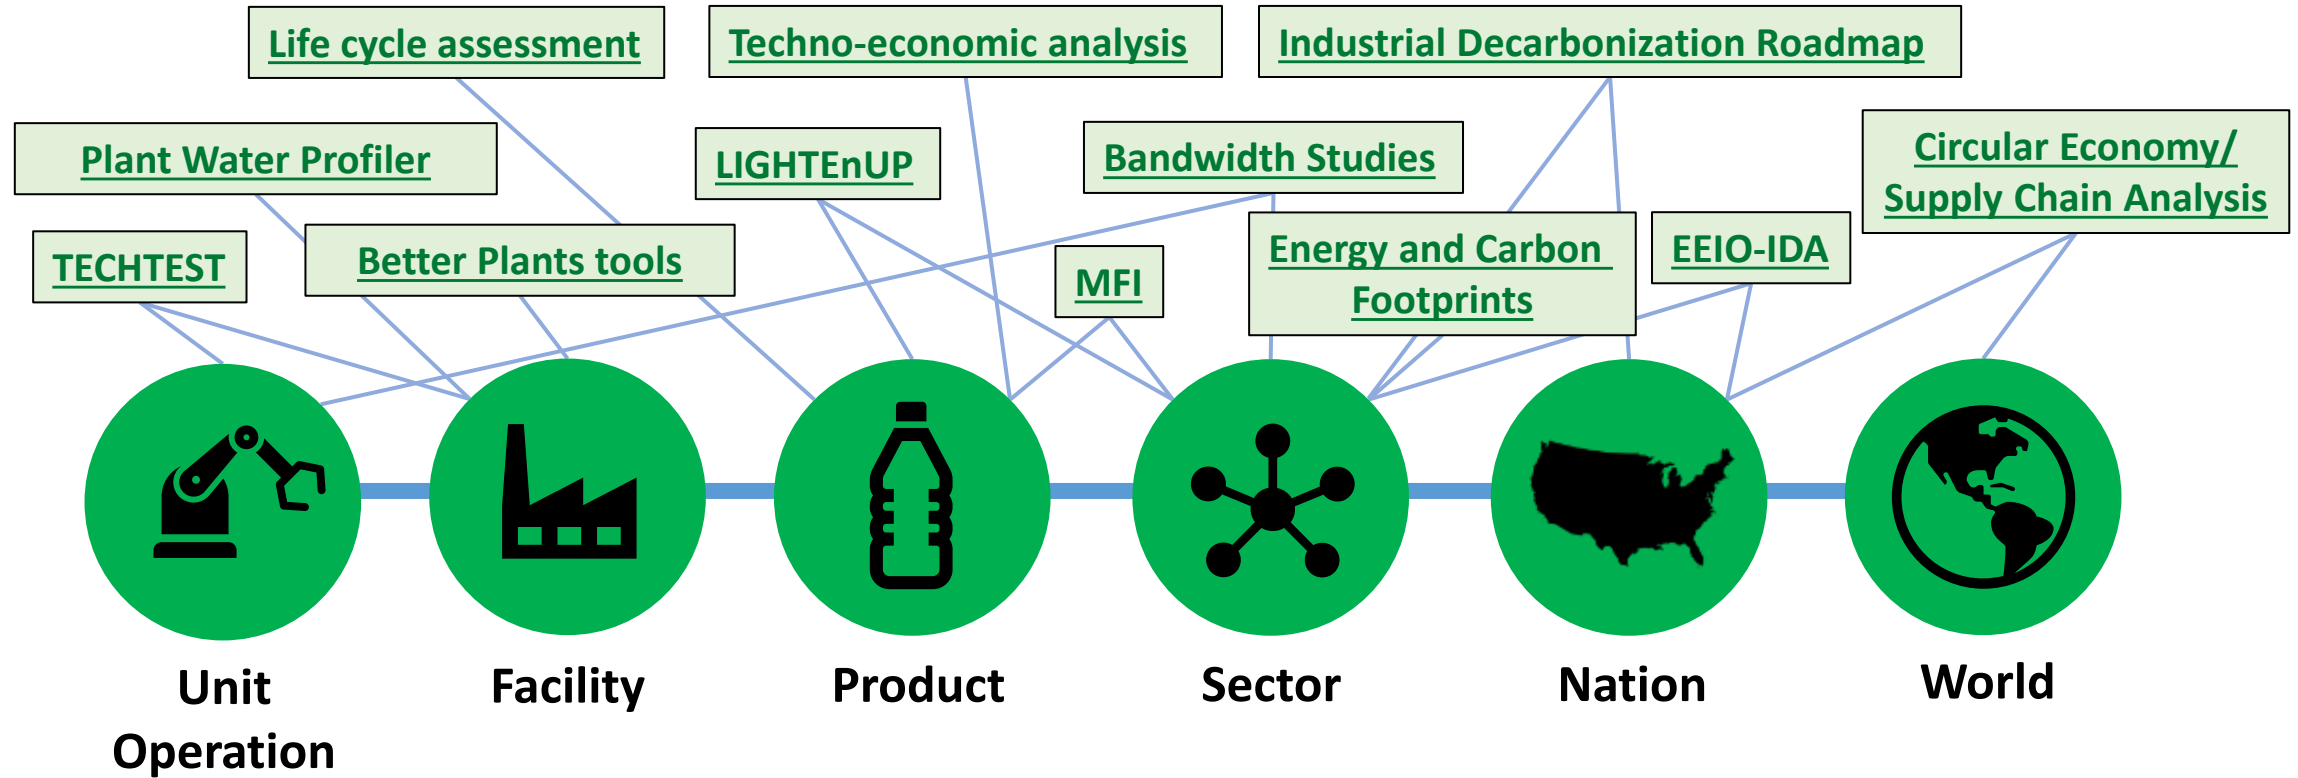 Life cycle assessment
Techno-economic analysis
Industrial Decarbonization Roadmap
Plant Water Profiler
LIGHTEnUP
Bandwidth Studies
Circular Economy/
Supply Chain Analysis
TECHTEST
Better Plants tools
MFI
Energy and Carbon
Footprints
EEIO-IDA
Unit
Operation
Facility
Product
Sector
Nation
World